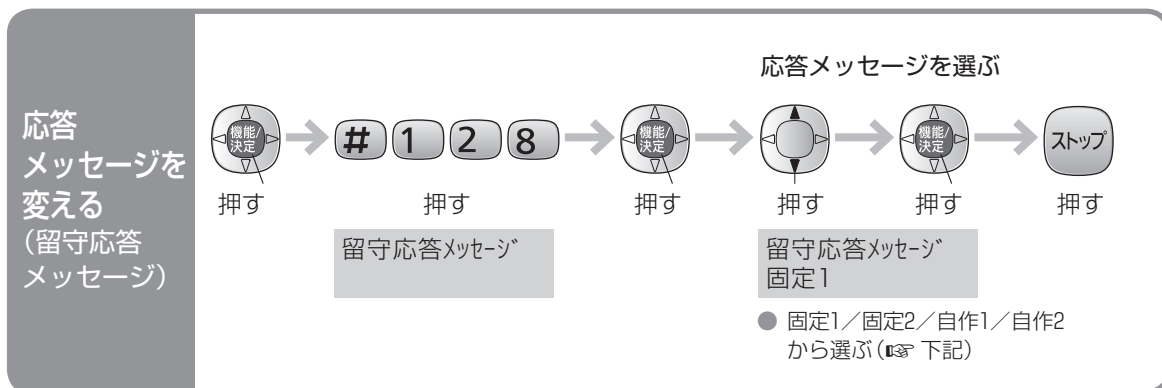 応答
メッセージを
変える
（留守応答
メッセージ）
応答メッセージを選ぶ
機能/
決定
# 1 2 8
機能/
決定
機能/
決定
ストップ
押す 押す 押す 押す 押す 押す
留守応答ﾒｯｾｰｼﾞ
留守応答ﾒｯｾｰｼﾞ
固定1
● 固定1／固定2／自作1／自作2
から選ぶ（☞ 下記）